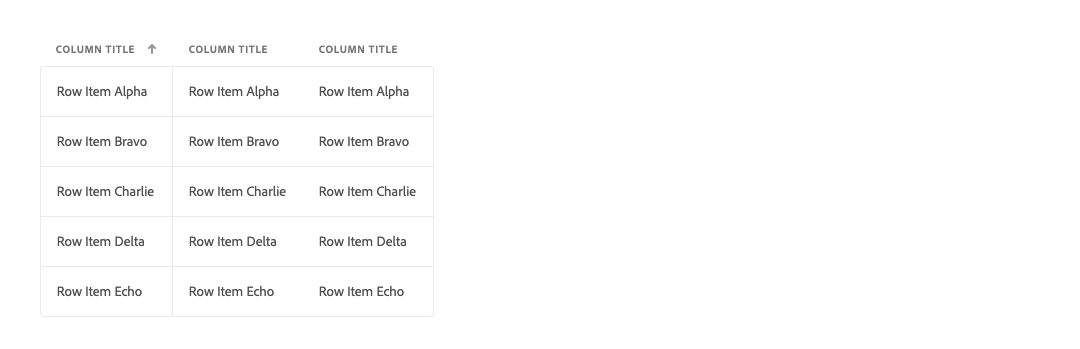 COLUMN TITLE COLUMN TITLE COLUMN TITLE
Row Item Alpha Row Item Alpha Row Item Alpha
Row Item Bravo Row Item Bravo Row Item Bravo
Row Item Charlie Row Item Charlie Row Item Charlie
Row Item Delta Row Item Delta Row Item Delta
Row Item Echo Row Item Echo Row Item Echo